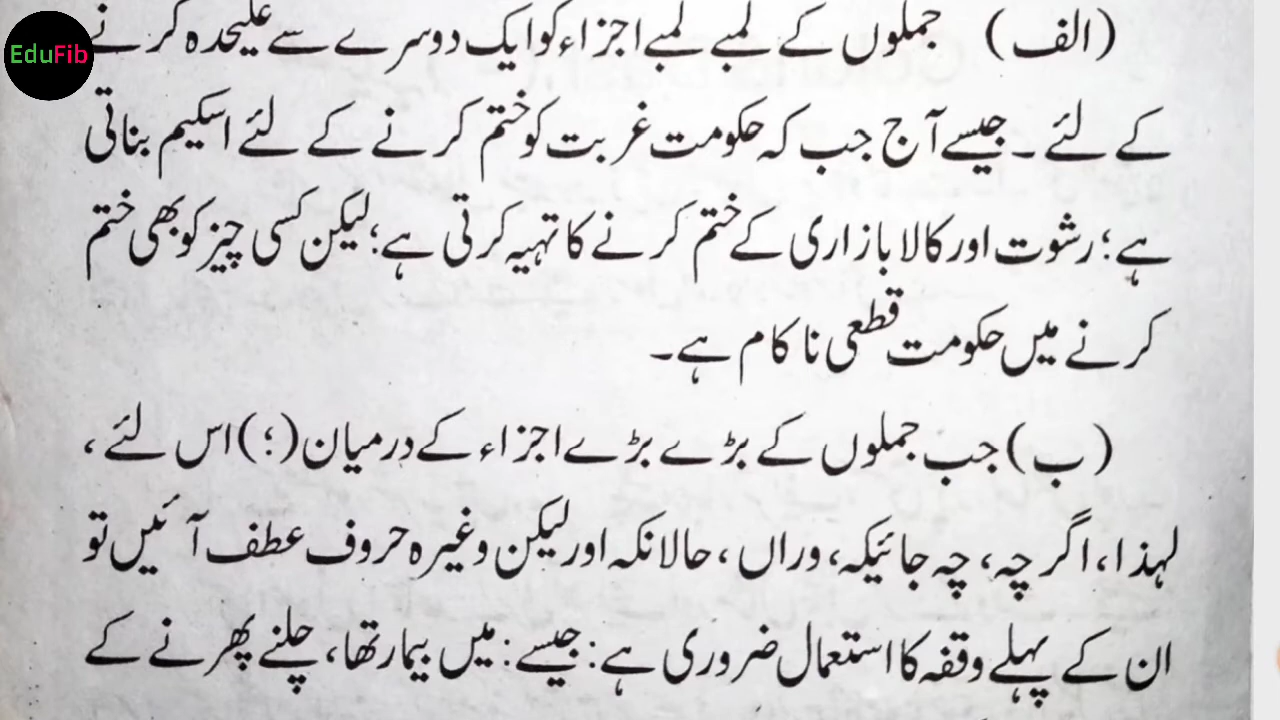 EduFib
(الف) جملوں کے لمبے لمبے اجزاء کو ایک دوسرے سے علیحدہ کرنے
کے لئے ۔ جیسے آج جب کہ حکومت غربت کو ختم کرنے کے لئے اسکیم بناتی
ہے؛ رشوت اور کالا بازاری کے ختم کرنے کا تہیہ کرتی ہے؛ لیکن کسی چیز کو بھی ختم
کرنے میں حکومت قطعی ناکام ہے۔
(ب) جب جملوں کے بڑے بڑے اجزاء کے درمیان (؛) اس لئے ،
لہذا، اگر چہ، چہ جائیکہ، وراں ، حالانکہ اور لیکن وغیرہ حروف عطف آئیں تو
ان کے پہلے وقفہ کا استعمال ضروری ہے: جیسے: میں بیمار تھا، چلنے پھرنے کے